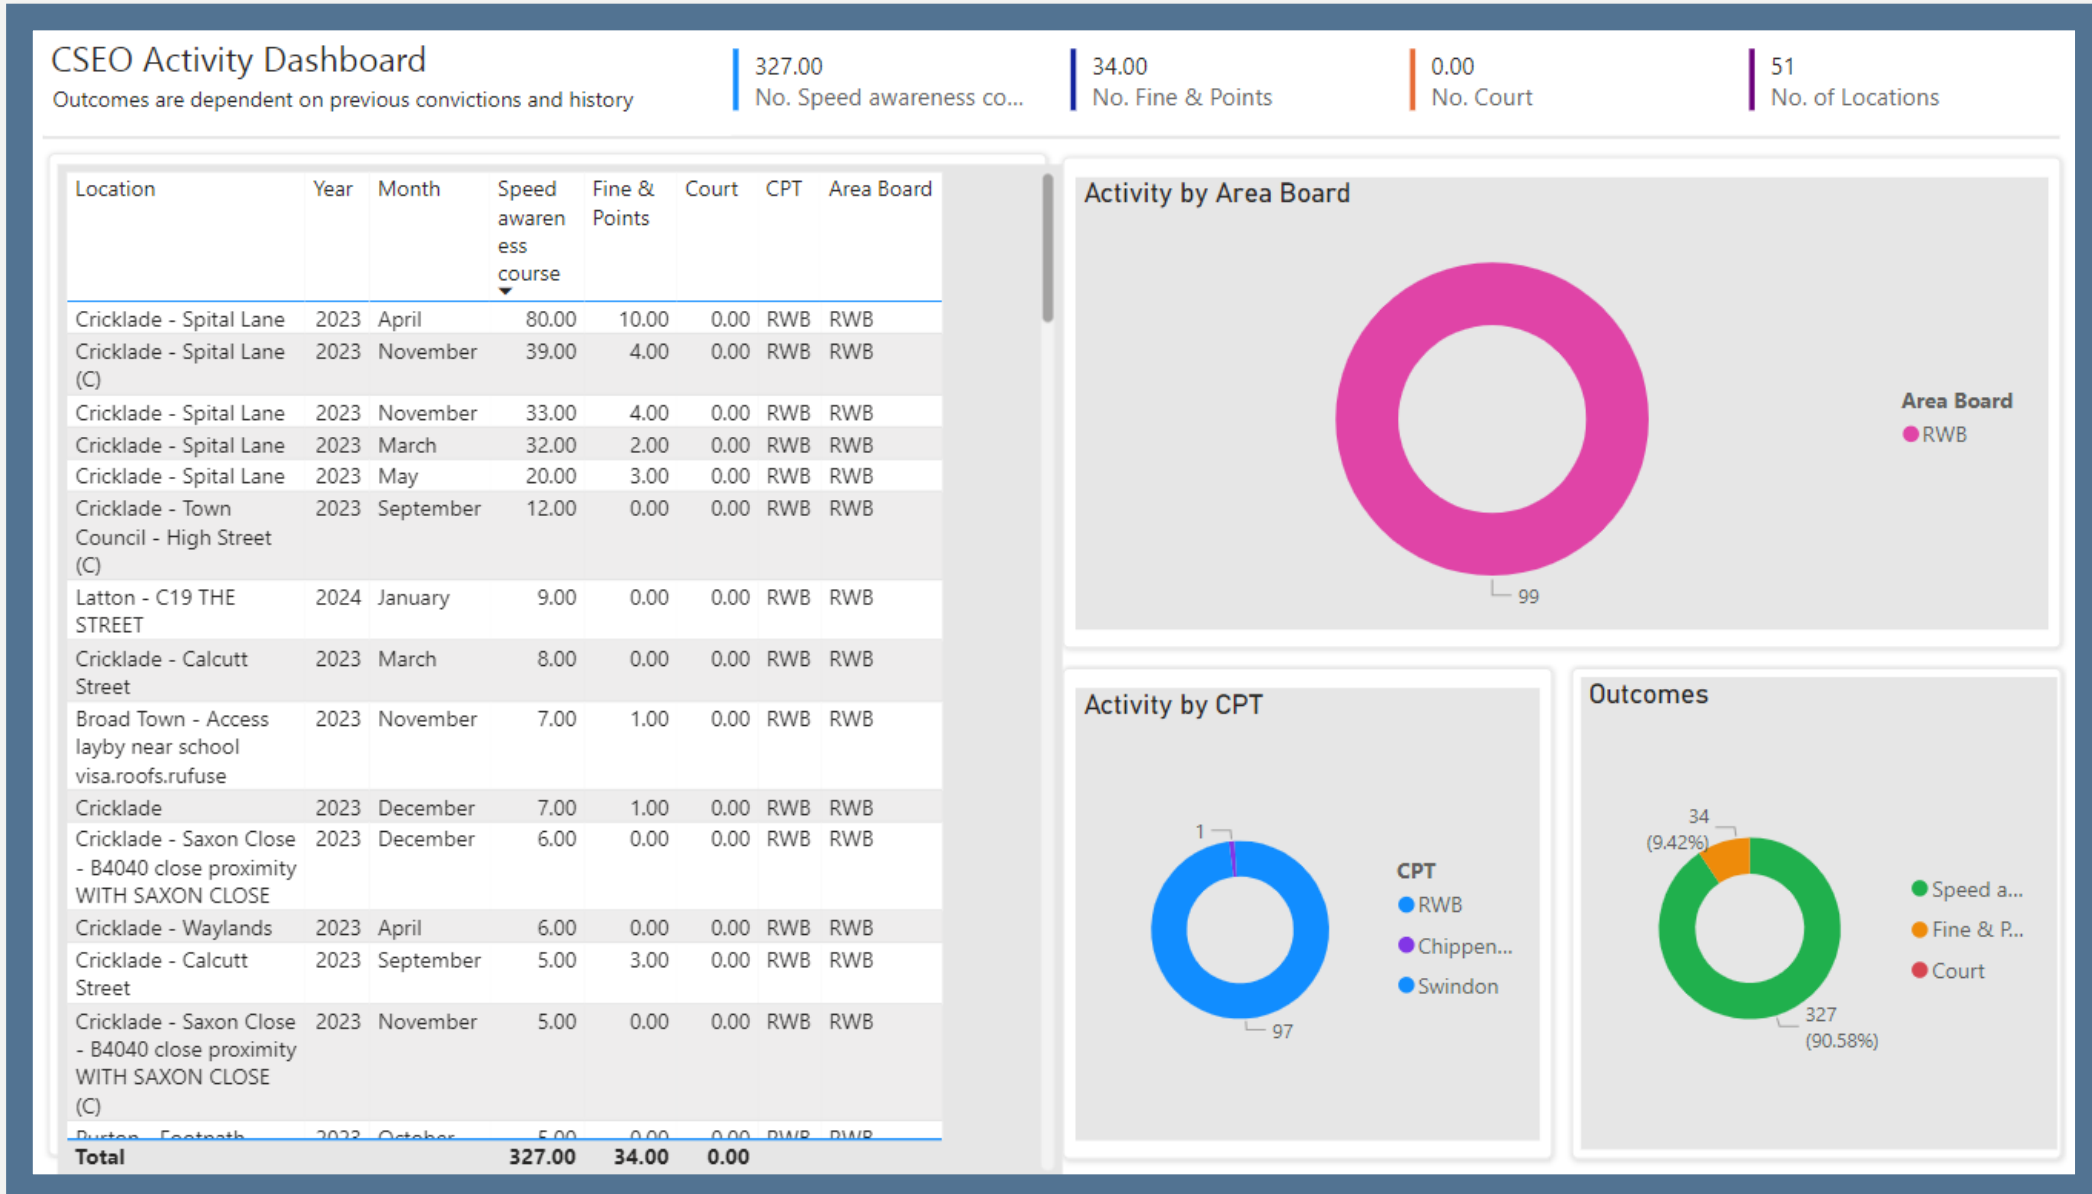 CSEO Activity Dashboard
Outcomes are dependent on previous convictions and history
327.00
No. Speed awareness co...
34.00
No. Fine & Points
0.00
No. Court
51
No. of Locations
Location Year Month Speed awaren ess course Fine & Points Court CPT Area Board
Cricklade - Spital Lane 2023 April 80.00 10.00 0.00 RWB RWB
Cricklade - Spital Lane 2023 November 39.00 4.00 0.00 RWB RWB
(C)
Cricklade - Spital Lane 2023 November 33.00 4.00 0.00 RWB RWB
Cricklade - Spital Lane 2023 March 32.00 2.00 0.00 RWB RWB
Cricklade - Spital Lane 2023 May 20.00 3.00 0.00 RWB RWB
Cricklade - Town 2023 September 12.00 0.00 0.00 RWB RWB
Council - High Street
(C)
Latton - C19 THE 2024 January 9.00 0.00 0.00 RWB RWB
STREET
Cricklade - Calcutt 2023 March 8.00 0.00 0.00 RWB RWB
Street
Broad Town - Access 2023 November 7.00 1.00 0.00 RWB RWB
layby near school
visa.roofs.rufuse
Cricklade 2023 December 7.00 1.00 0.00 RWB RWB
Cricklade - Saxon Close 2023 December 6.00 0.00 0.00 RWB RWB
- B4040 close proximity
WITH SAXON CLOSE
Cricklade - Waylands 2023 April 6.00 0.00 0.00 RWB RWB
Cricklade - Calcutt 2023 September 5.00 3.00 0.00 RWB RWB
Street
Cricklade - Saxon Close 2023 November 5.00 0.00 0.00 RWB RWB
- B4040 close proximity
WITH SAXON CLOSE
(C)
Purton - Footpath 2023 October 5.00 0.00 0.00 RWB RWB
Total 327.00 34.00 0.00
Activity by Area Board
99
Area Board
RWB
Activity by CPT
1
97
CPT
RWB
Chippen...
Swindon
Outcomes
34
(9.42%)
327
(90.58%)
Speed a...
Fine & P...
Court